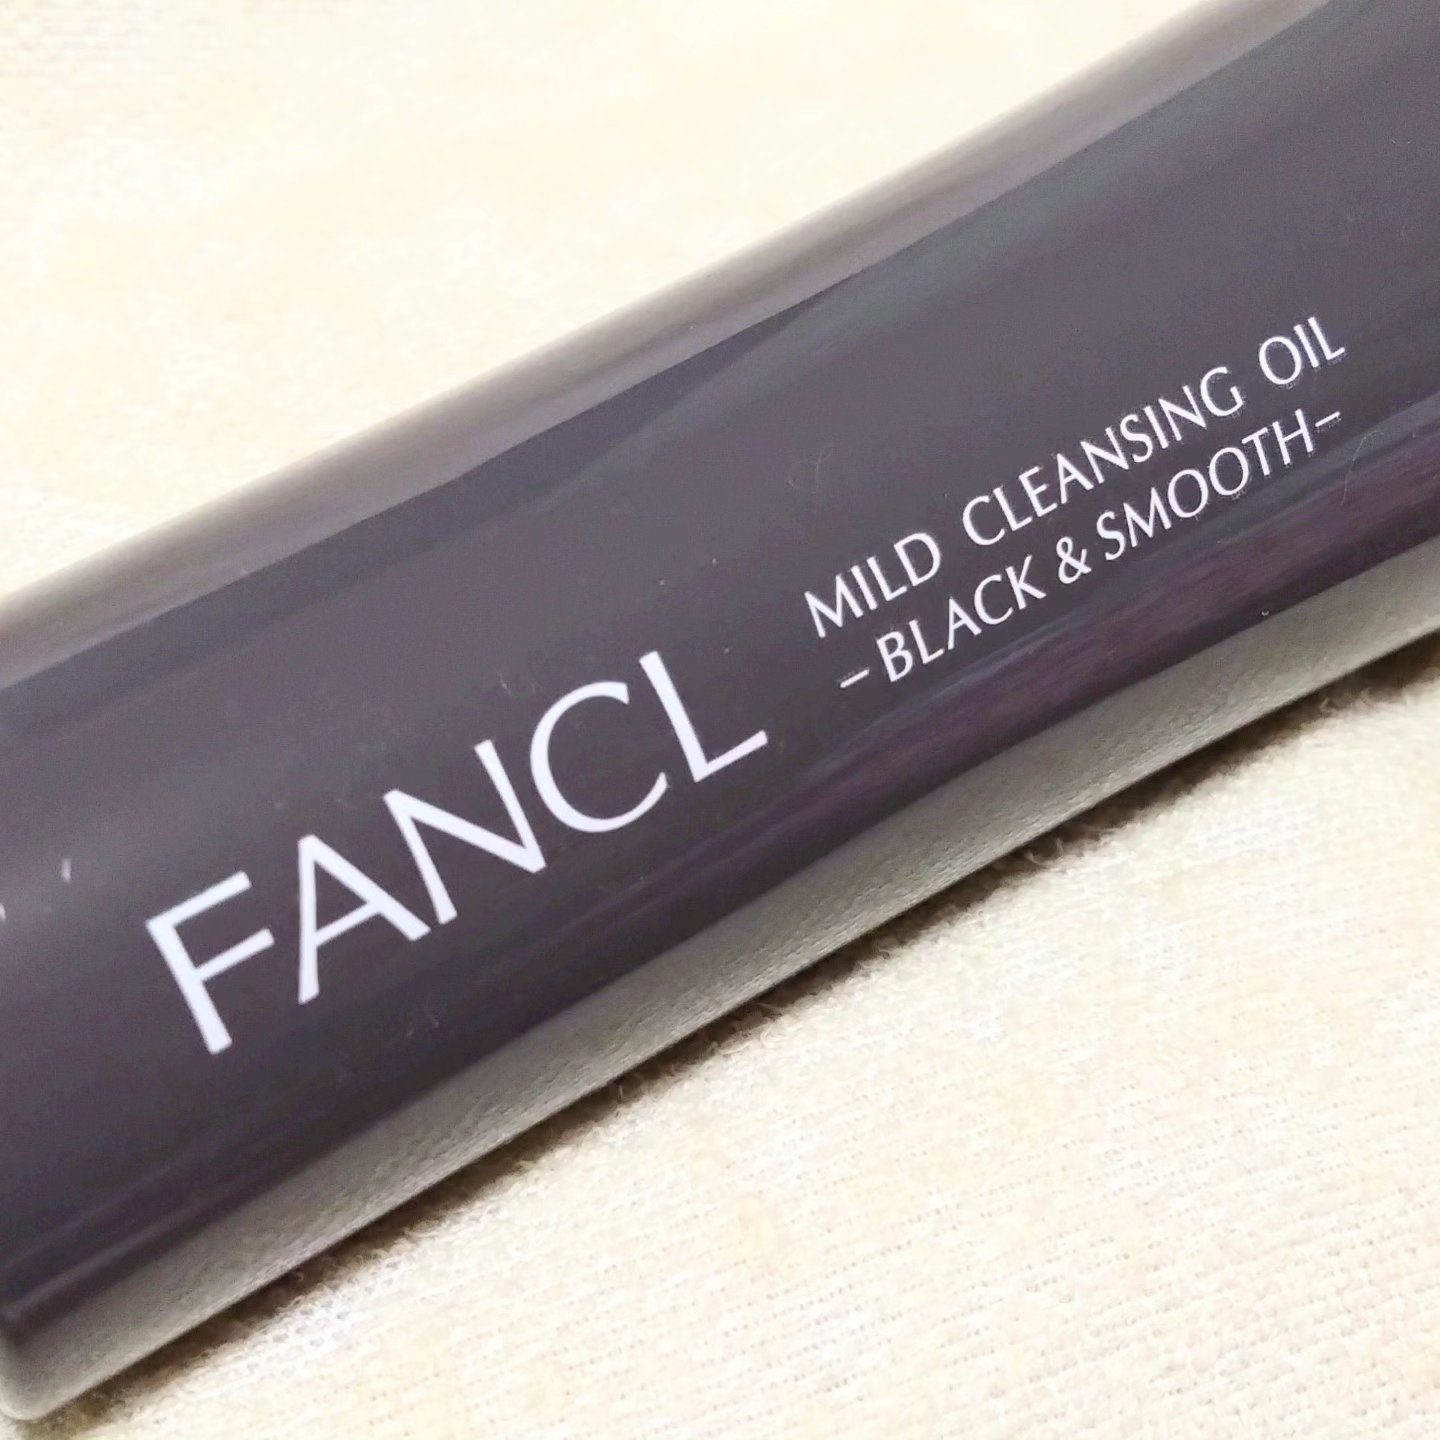 FANCL
MILD CLEANSING OIL
-BLACK & SMOOTH-